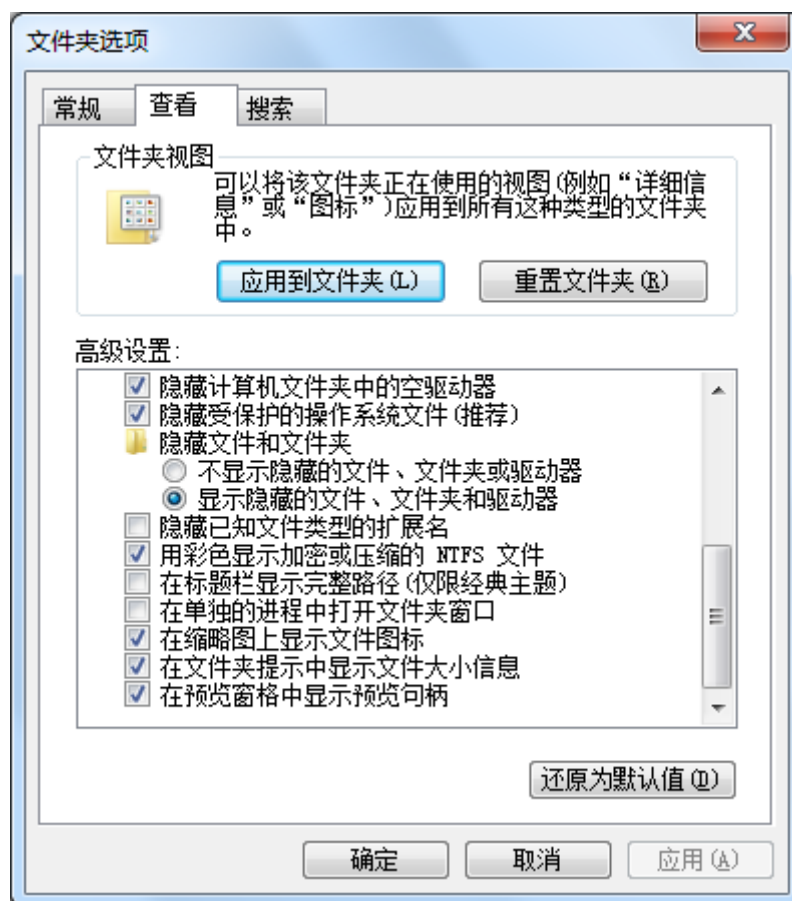 文件夹选项
常规
查看
搜索
文件夹视图
可以将该文件夹正在使用的视图(例如“详细信
息”或“图标”)应用到所有这种类型的文件夹
中。
应用到文件夹(L)
重置文件夹(R)
高级设置:
隐藏计算机文件夹中的空驱动器
隐藏受保护的操作系统文件(推荐)
隐藏文件和文件夹
不显示隐藏的文件、文件夹或驱动器
显示隐藏的文件、文件夹和驱动器
隐藏已知文件类型的扩展名
用彩色显示加密或压缩的 NTFS 文件
在标题栏显示完整路径(仅限经典主题)
在单独的进程中打开文件夹窗口
在缩略图上显示文件图标
在文件夹提示中显示文件大小信息
在预览窗格中显示预览句柄
还原为默认值(D)
确定
取消
应用(A)